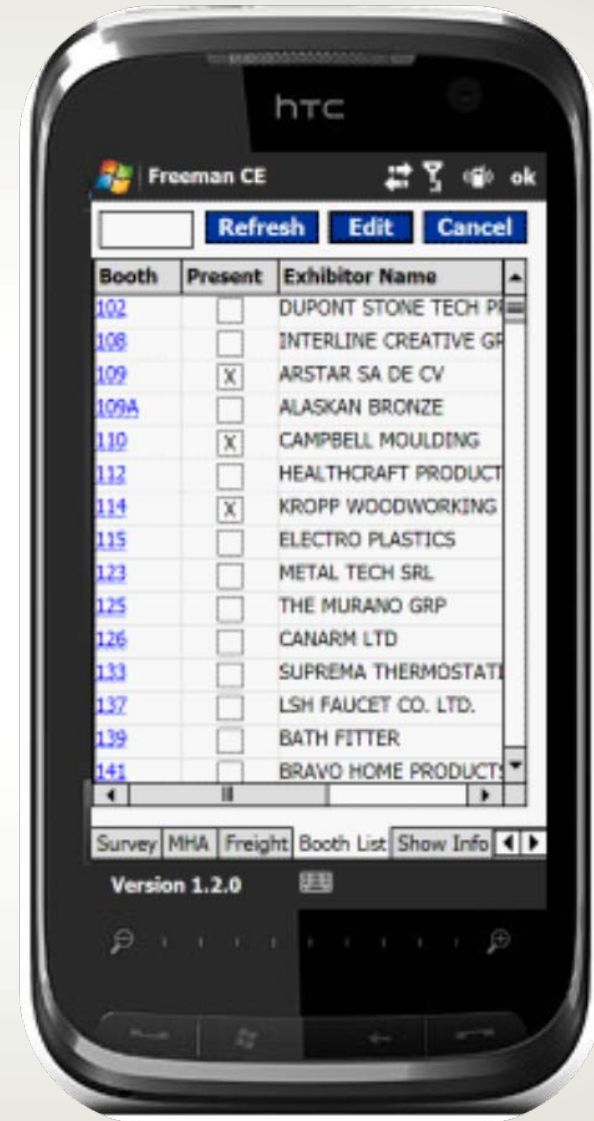 hTC
Freeman CE ok
Refresh Edit Cancel
Booth Present Exhibitor Name
102 DUPONT STONE TECH
108 INTERLINE CREATIVE
109 X ARSTAR SA DE CV
109A ALASKAN BRONZE
110 X CAMPBELL MOULDING
112 HEALTHCRAFT PRODUCT
114 X KROPP WOODWORKING
115 ELECTRO PLASTICS
123 METAL TECH SRL
125 THE MURANO GRP
126 CANARM LTD
133 SUPREMA THERMOSTATI
137 LSH FAUCET CO. LTD.
139 BATH FITTER
141 BRAVO HOME PRODUCTS
Survey MHA Freight Booth List Show Info
Version 1.2.0